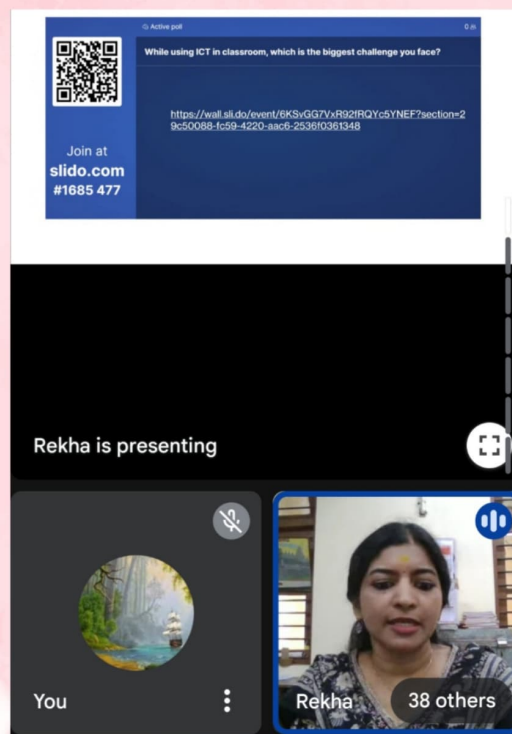 Active poll
0
While using ICT in classroom, which is the biggest challenge you face?
https://wall.sli.do/event/6KSvGG7VxR92fRQYc5YNEF?section=2
9c50088-fc59-4220-aac6-2536f0361348
Join at
slido.com
#1685 477
Rekha is presenting
You
Rekha
38 others